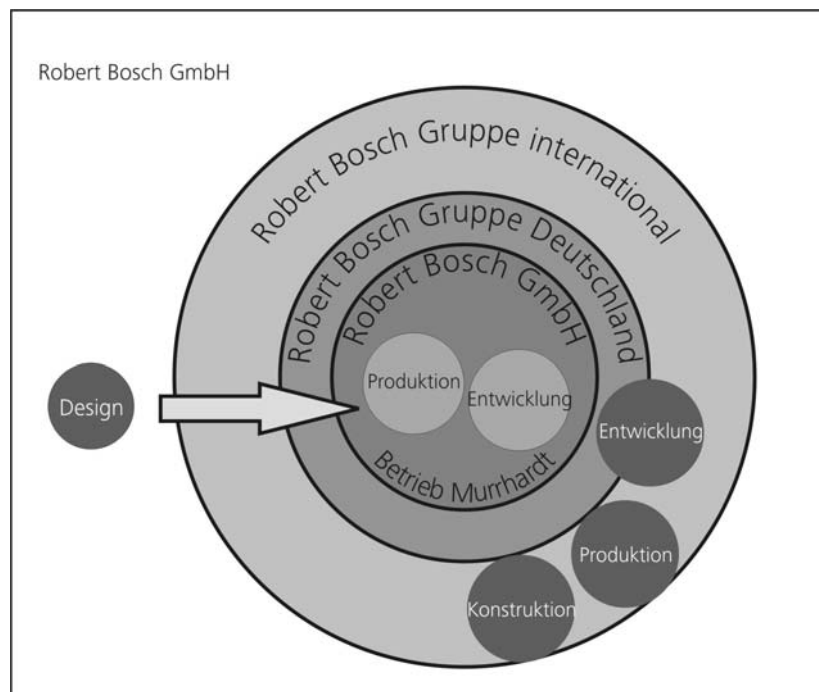 Robert Bosch GmbH
Robert Bosch Gruppe international
Robert Bosch Gruppe Deutschland
Robert Bosch GmbH
Produktion
Entwicklung
Design
Entwicklung
Betrieb Murrhardt
Produktion
Konstruktion